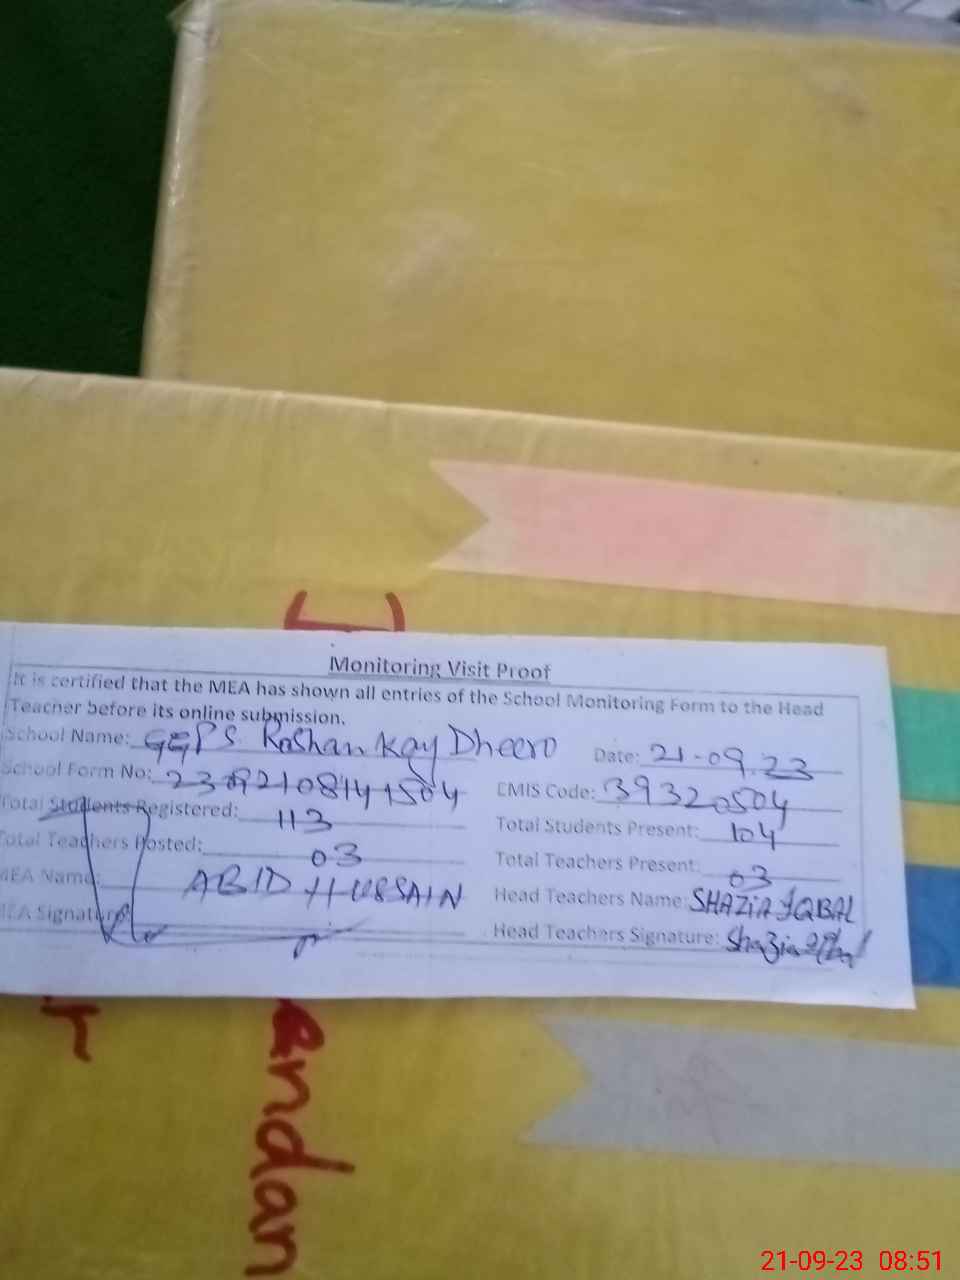 Monitoring Visit Proof
It is certified that the MEA has shown all entries of the School Monitoring Form to the Head
Teacher before its online submission.
School Name: GGPS Roshan Kay Dheero Date: 21-09.23
School Form No: EMIS Code: 39320504
Total Students Registered: 113 Total Students Present: 104
Total Teachers Posted: 03 Total Teachers Present: 03
MEA Name: ABID HUSSAIN Head Teachers Name: SHAZIA IQBAL
MEA Signature: Head Teachers Signature: Shazia Iqbal
andan
21-09-23 08:51